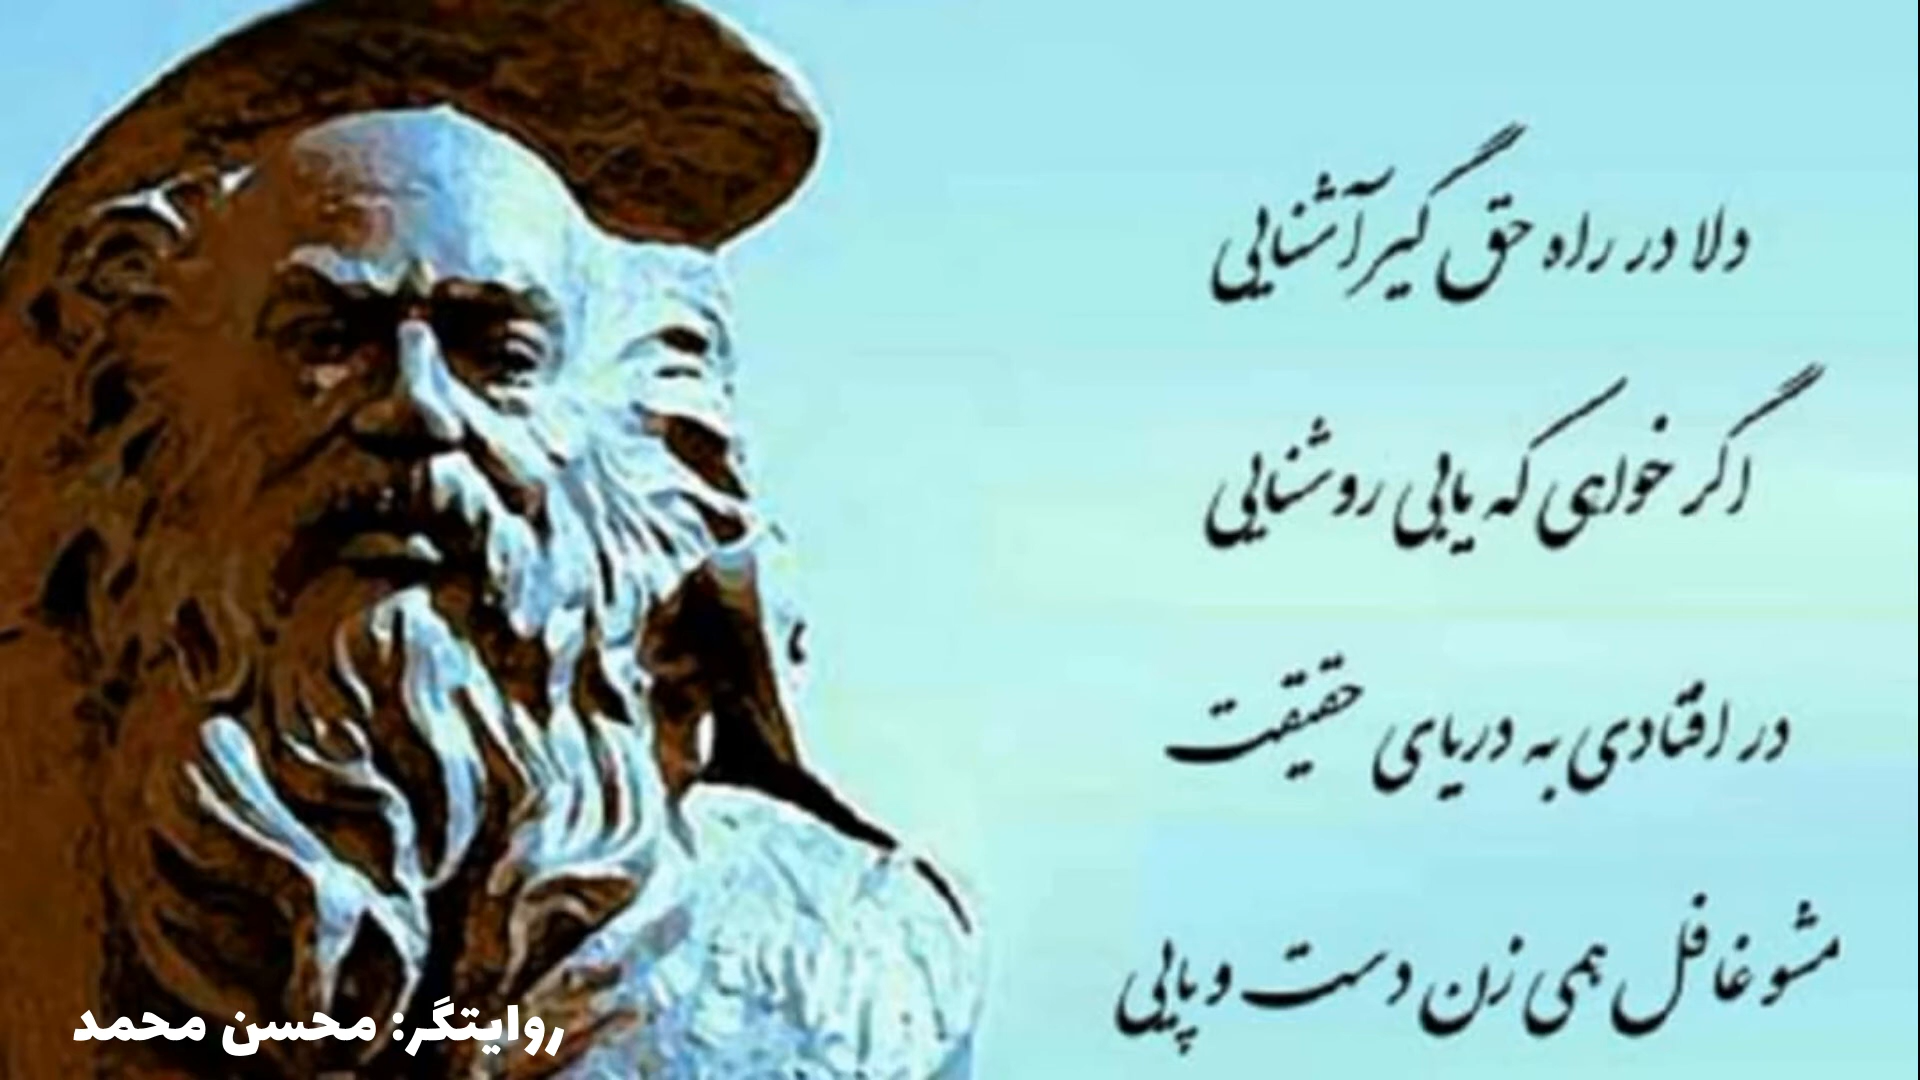 دلا در راه حق گیر آشنایی
اگر خواهی که یابی روشنایی
در افتادی به دریای حقیقت
مشو غافل همی زن دست و پایی
روایتگر: محسن محمد